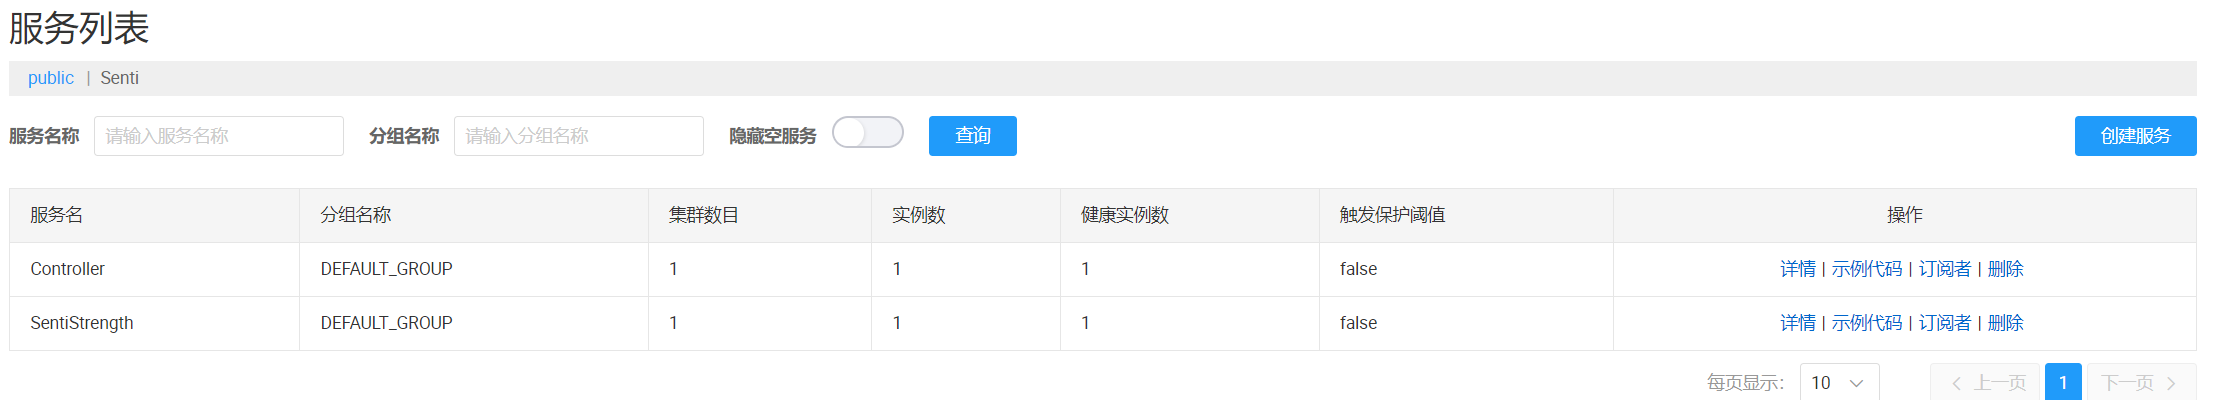 服务列表
public | Senti
服务名称 请输入服务名称 分组名称 请输入分组名称 隐藏空服务 查询 创建服务
服务名 分组名称 集群数目 实例数 健康实例数 触发保护阈值 操作
Controller DEFAULT_GROUP 1 1 1 false 详情 | 示例代码 | 订阅者 | 删除
SentiStrength DEFAULT_GROUP 1 1 1 false 详情 | 示例代码 | 订阅者 | 删除
每页显示: 10 上一页 1 下一页